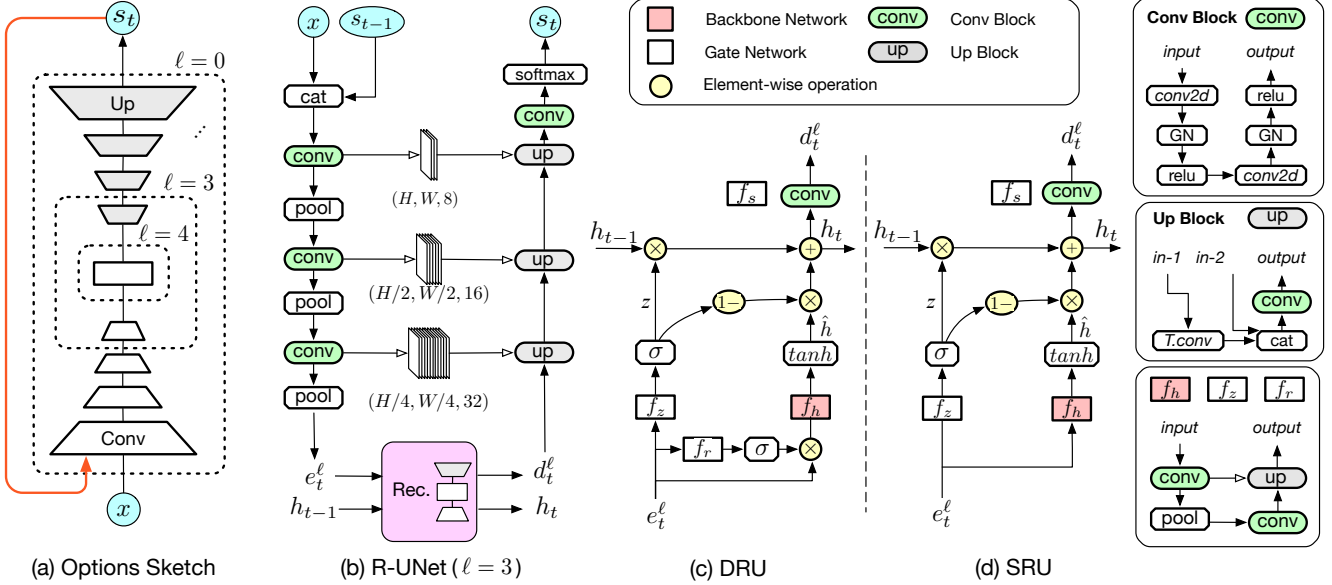 s_t
ℓ = 0
Up
⋰
ℓ = 3
ℓ = 4
Conv
x
(a) Options Sketch
x
s_{t−1}
s_t
cat
softmax
conv
conv
up
(H, W, 8)
pool
conv
up
(H/2, W/2, 16)
pool
conv
up
(H/4, W/4, 32)
pool
e_t^ℓ
h_{t−1}
Rec.
d_t^ℓ
h_t
(b) R-UNet (ℓ = 3)
Backbone Network
conv
Conv Block
Gate Network
up
Up Block
Element-wise operation
d_t^ℓ
f_s
conv
h_{t−1}
×
+
h_t
z
1−
×
ĥ
σ
tanh
f_z
f_h
f_r
σ
×
e_t^ℓ
(c) DRU
d_t^ℓ
f_s
conv
h_{t−1}
×
+
h_t
z
1−
×
ĥ
σ
tanh
f_z
f_h
e_t^ℓ
(d) SRU
Conv Block
conv
input
output
conv2d
relu
GN
GN
relu
conv2d
Up Block
up
in-1
in-2
output
conv
T.conv
cat
f_h
f_z
f_r
input
output
conv
up
pool
conv